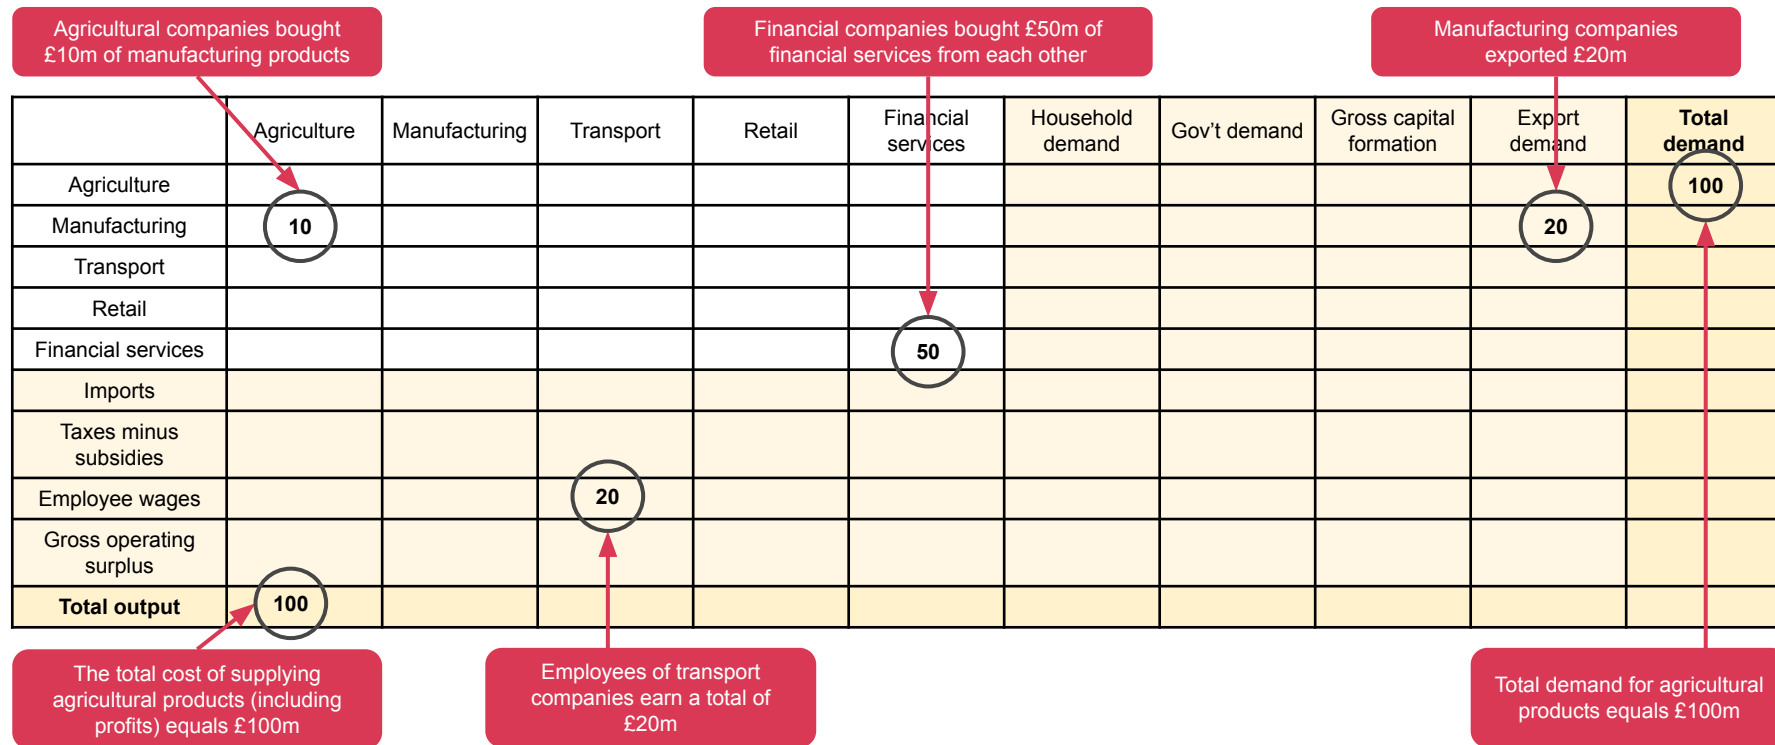 Agricultural companies bought
£10m of manufacturing products
Financial companies bought £50m of
financial services from each other
Manufacturing companies
exported £20m
Agriculture
Manufacturing
Transport
Retail
Financial
services
Household
demand
Gov't demand
Gross capital
formation
Export
demand
Total
demand
Agriculture
100
Manufacturing
10
20
Transport
Retail
Financial services
50
Imports
Taxes minus
subsidies
Employee wages
20
Gross operating
surplus
Total output
100
The total cost of supplying
agricultural products (including
profits) equals £100m
Employees of transport
companies earn a total of
£20m
Total demand for agricultural
products equals £100m